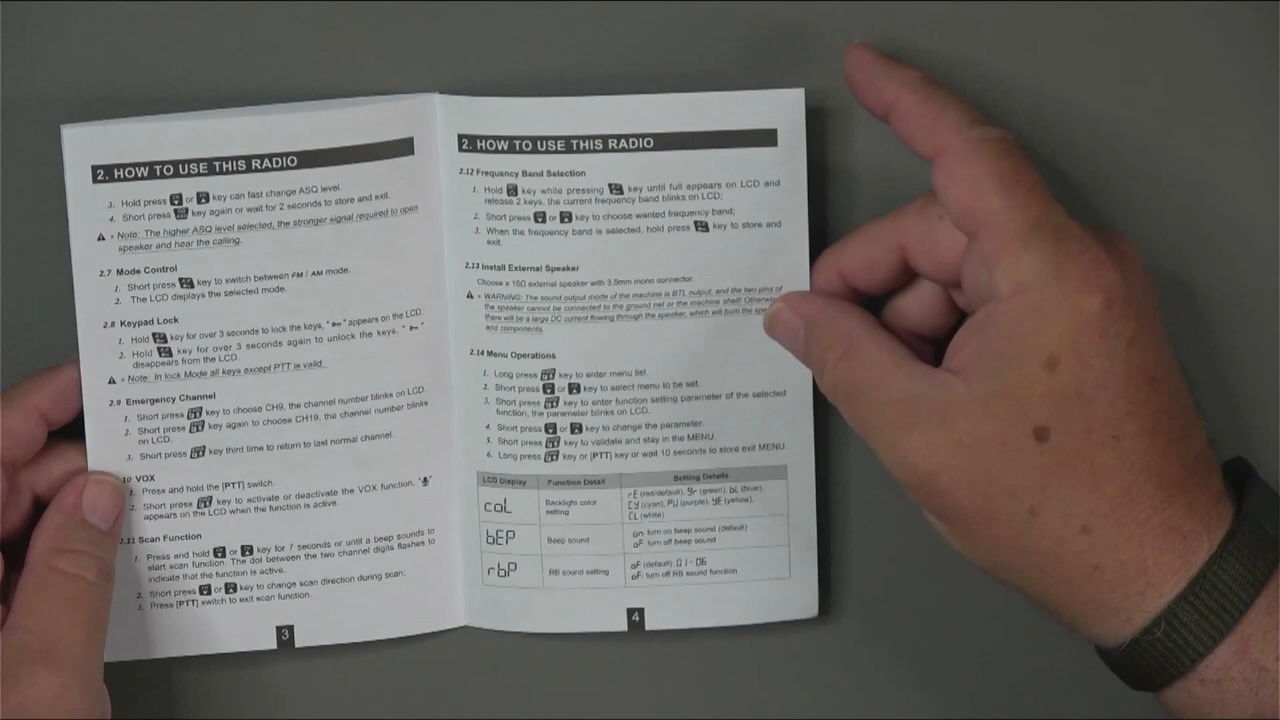 2. HOW TO USE THIS RADIO
3. Hold press or key can fast change ASQ level.
4. Short press key again or wait for 2 seconds to store and exit.
Note: The higher ASQ level selected, the stronger signal required to open
speaker and hear the calling.
2.7 Mode Control
1. Short press key to switch between FM / AM mode.
2. The LCD displays the selected mode.
2.8 Keypad Lock
1. Hold key for over 3 seconds to lock the keys, " " appears on the LCD.
2. Hold key for over 3 seconds again to unlock the keys, " "
disappears from the LCD.
Note: In lock Mode all keys except PTT is valid.
2.9 Emergency Channel
1. Short press key to choose CH9, the channel number blinks on LCD.
2. Short press key again to choose CH19, the channel number blinks
on LCD.
3. Short press key third time to return to last normal channel.
10 VOX
1. Press and hold the [PTT] switch.
2. Short press key to activate or deactivate the VOX function, " "
appears on the LCD when the function is active.
2.11 Scan Function
1. Press and hold or key for 7 seconds or until a beep sounds to
start scan function. The dot between the two channel digits flashes to
indicate that the function is active.
2. Short press or key to change scan direction during scan.
3. Press [PTT] switch to exit scan function.
3
2. HOW TO USE THIS RADIO
2.12 Frequency Band Selection
1. Hold key while pressing key until full appears on LCD and
release 2 keys, the current frequency band blinks on LCD;
2. Short press or key to choose wanted frequency band;
3. When the frequency band is selected, hold press key to store and
exit.
2.13 Install External Speaker
Choose a 16Ω external speaker with 3.5mm mono connector.
WARNING: The sound output mode of the machine is BTL output, and the two pins of
the speaker cannot be connected to the ground net or the machine shell! Otherwise
there will be a large DC current flowing through the speaker, which will burn the
and components.
2.14 Menu Operations
1. Long press key to enter menu list.
2. Short press or key to select menu to be set.
3. Short press key to enter function setting parameter of the selected
function, the parameter blinks on LCD.
4. Short press or key to change the parameter.
5. Short press key to validate and stay in the MENU.
6. Long press key or [PTT] key or wait 10 seconds to store exit MENU.
LCD Display Function Detail Setting Details
coL Backlight color setting rE (red/default), Gr (green), bL (blue),
CY (cyan), PU (purple), YE (yellow),
CL (white)
bEP Beep sound on turn on beep sound (default)
oF turn off beep sound
rbP RB sound setting oF (default), 01-06
oF: turn off RB sound function
4